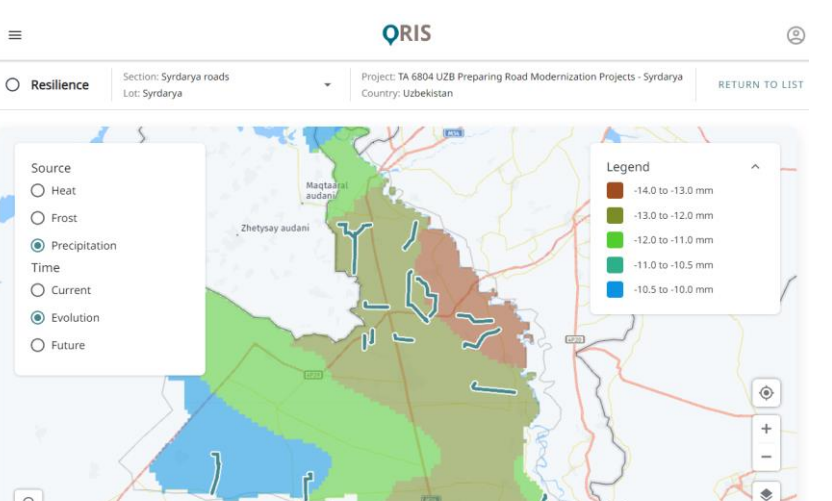 QRIS
Resilience
Section: Syrdarya roads
Lot: Syrdarya
Project: TA 6804 UZB Preparing Road Modernization Projects - Syrdarya
Country: Uzbekistan
RETURN TO LIST
Source
Heat
Frost
Precipitation
Time
Current
Evolution
Future
Maqtaaral
audani
Zhetysay audani
M36
Legend
-14.0 to -13.0 mm
-13.0 to -12.0 mm
-12.0 to -11.0 mm
-11.0 to -10.5 mm
-10.5 to -10.0 mm
+
−